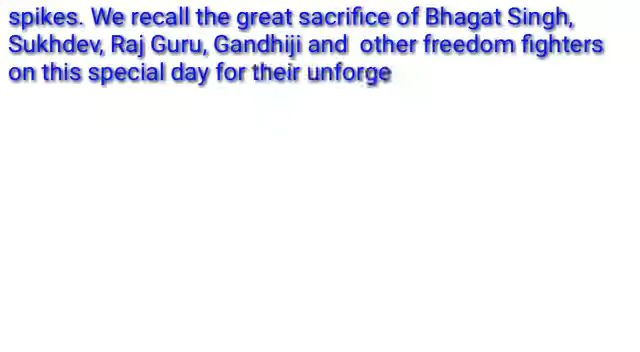 spikes. We recall the great sacrifice of Bhagat Singh,
Sukhdev, Raj Guru, Gandhiji and  other freedom fighters
on this special day for their unforge